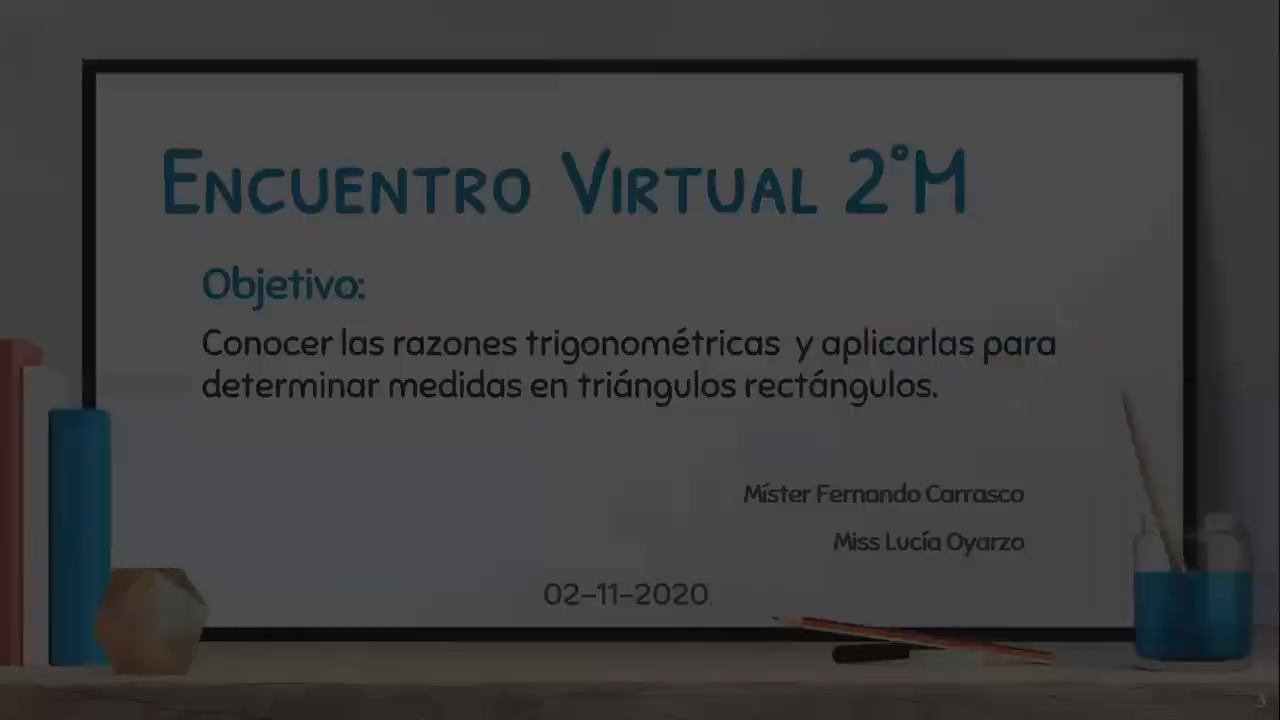 Encuentro Virtual 2°M
Objetivo:
Conocer las razones trigonométricas y aplicarlas para
determinar medidas en triángulos rectángulos.
Míster Fernando Carrasco
Miss Lucía Oyarzo
02-11-2020.
3